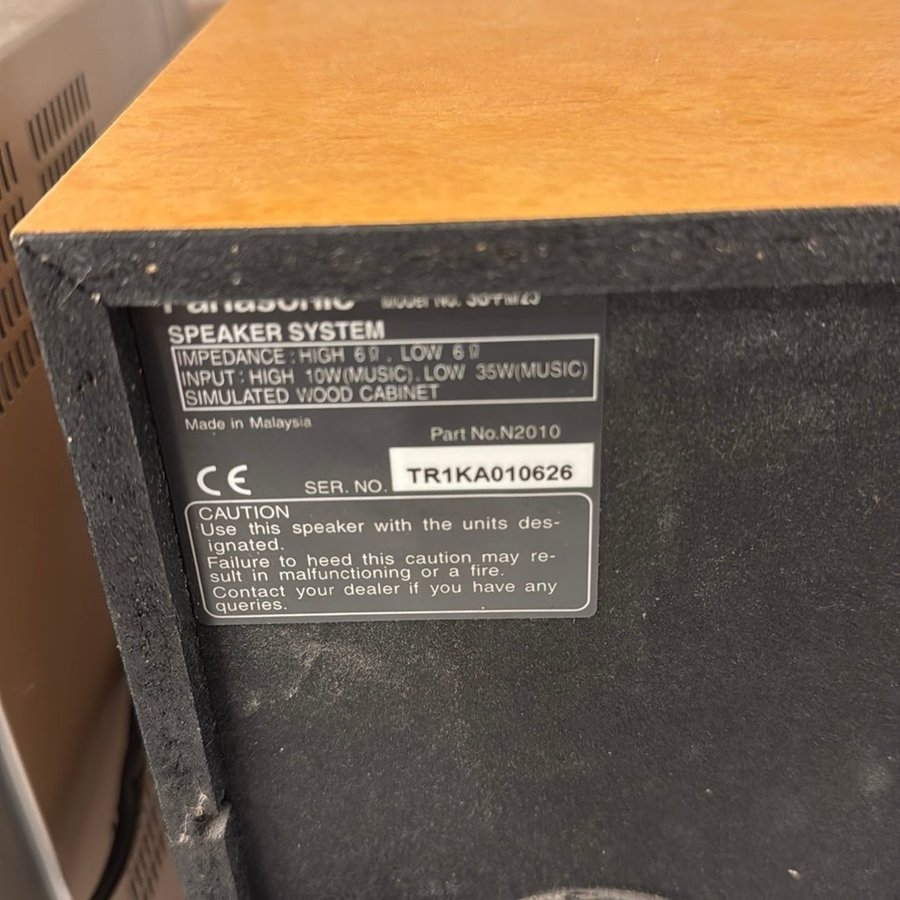 Panasonic
SPEAKER SYSTEM
IMPEDANCE : HIGH 6Ω , LOW 6Ω
INPUT : HIGH 10W(MUSIC), LOW 35W(MUSIC)
SIMULATED WOOD CABINET
Made in Malaysia
Part No.N2010
CE
SER. NO. TR1KA010626
CAUTION
Use this speaker with the units des-
ignated.
Failure to heed this caution may re-
sult in malfunctioning or a fire.
Contact your dealer if you have any
queries.